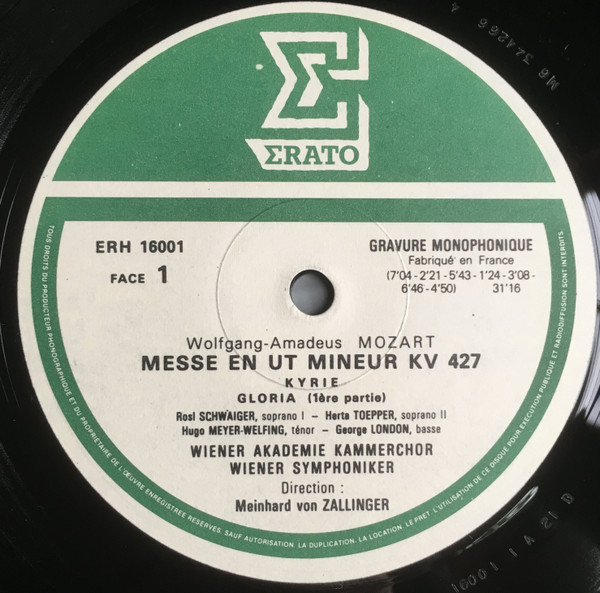 ΣRATO
ERH 16001
FACE 1
GRAVURE MONOPHONIQUE
Fabriqué en France
(7'04 - 2'21 - 5'43 - 1'24 - 3'08 -
6'46 - 4'50) 31'16
Wolfgang-Amadeus MOZART
MESSE EN UT MINEUR KV 427
KYRIE
GLORIA (1ère partie)
Rosl SCHWAIGER, soprano I – Herta TOEPPER, soprano II
Hugo MEYER-WELFING, ténor – George LONDON, basse
WIENER AKADEMIE KAMMERCHOR
WIENER SYMPHONIKER
Direction :
Meinhard von ZALLINGER
TOUS DROITS DU PRODUCTEUR PHONOGRAPHIQUE ET DU PROPRIETAIRE DE L'ŒUVRE ENREGISTREE RESERVES. SAUF AUTORISATION. LA DUPLICATION. LA LOCATION. LE PRET. L'UTILISATION DE CE DISQUE POUR EXECUTION PUBLIQUE ET RADIODIFFUSION SONT INTERDITS.